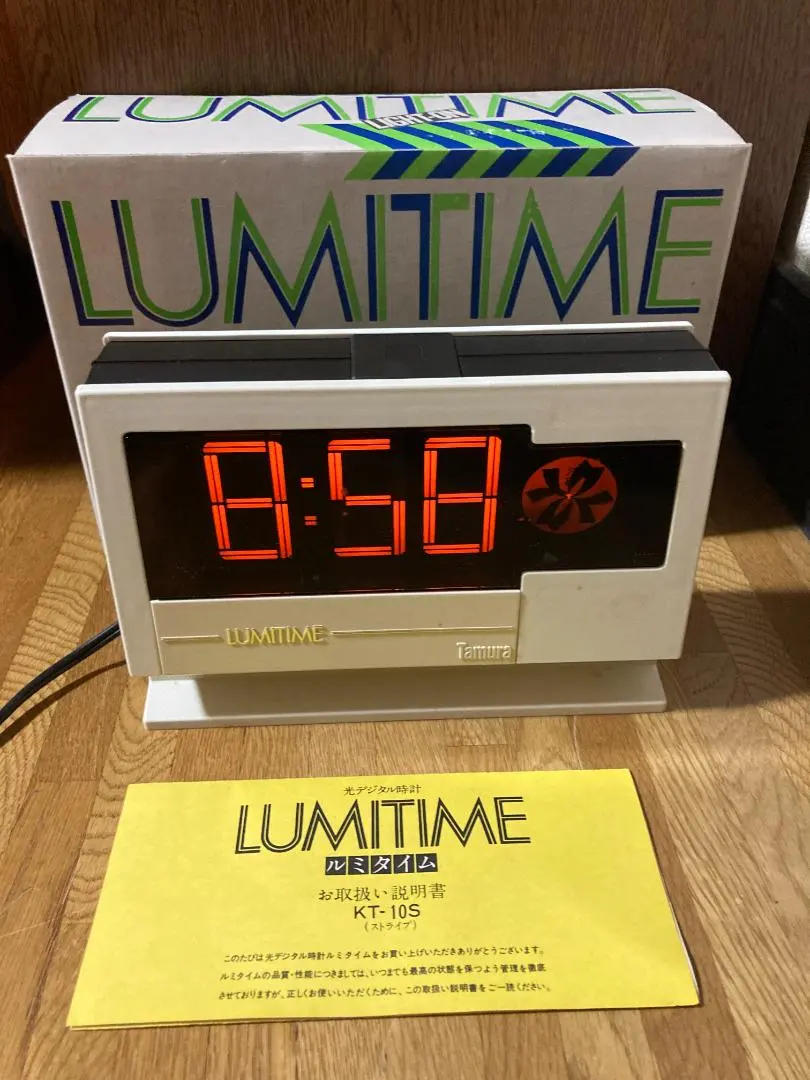 LUMITIME
LIGHT-ON
LUMITIME
8:58
LUMITIME
Tamura
光デジタル時計
LUMITIME
ルミタイム
お取扱い説明書
KT-10S
(ストライプ)
このたびは光デジタル時計ルミタイムをお買い上げいただきありがとうございます。
ルミタイムの品質・性能につきましては、いつまでも最高の状態を保つよう管理を徹底
させておりますが、正しくお使いいただくために、この取扱い説明書をご一読ください。